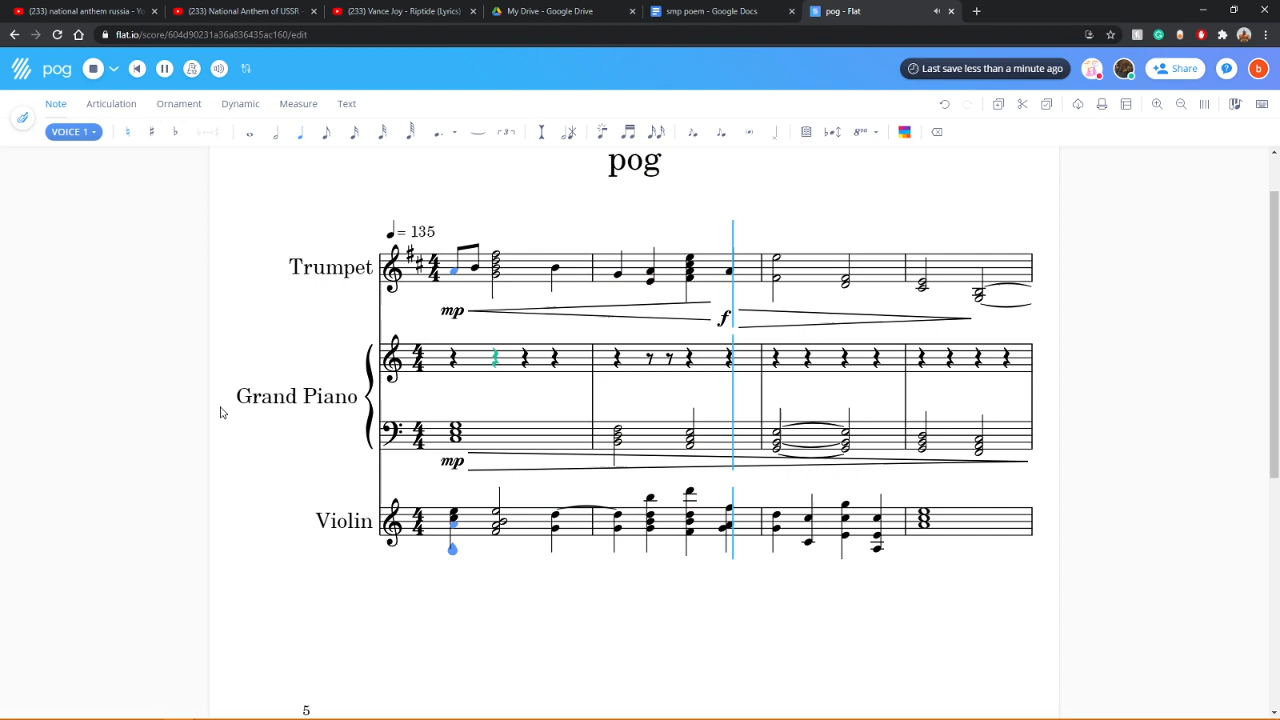 (233) national anthem russia - Yo
(233) National Anthem of USSR -
(233) Vance Joy - Riptide (Lyrics)
My Drive - Google Drive
smp poem - Google Docs
pog - Flat
flat.io/score/604d90231a36a836435ac160/edit
pog
Last save less than a minute ago
Share
b
Note Articulation Ornament Dynamic Measure Text
VOICE 1
pog
= 135
Trumpet
mp f
Grand Piano
mp
Violin
5